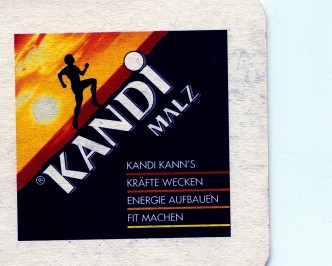 ® KANDi
MALZ
KANDI KANN'S
KRÄFTE WECKEN
ENERGIE AUFBAUEN
FIT MACHEN